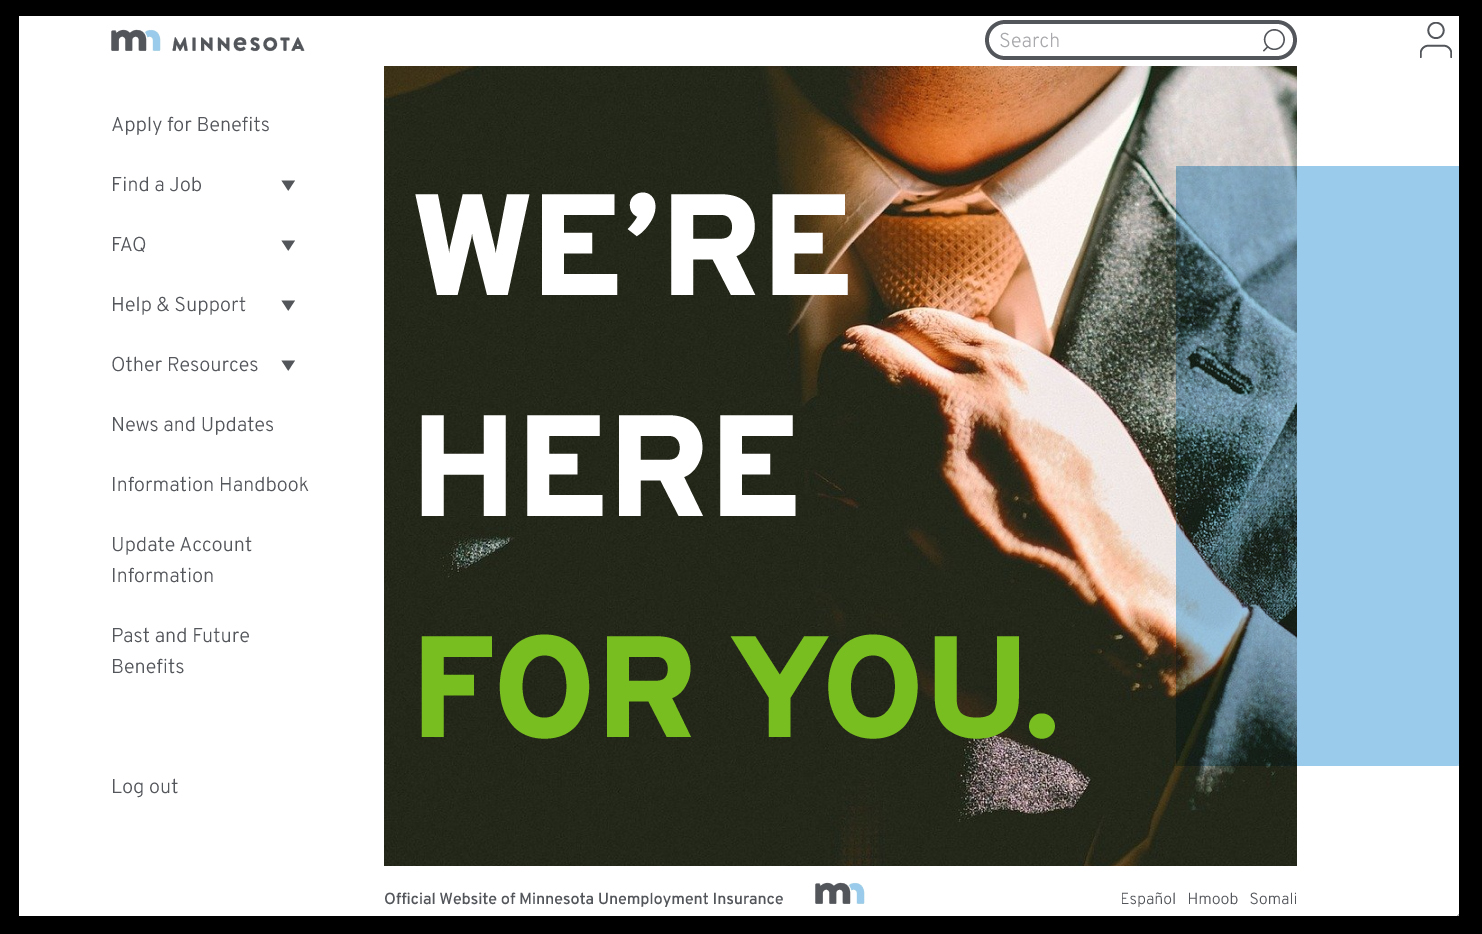 mn MINNESOTA
Search
Apply for Benefits
Find a Job
FAQ
Help & Support
Other Resources
News and Updates
Information Handbook
Update Account
Information
Past and Future
Benefits
Log out
WE’RE
HERE
FOR YOU.
Official Website of Minnesota Unemployment Insurance
mn
Español Hmoob Somali